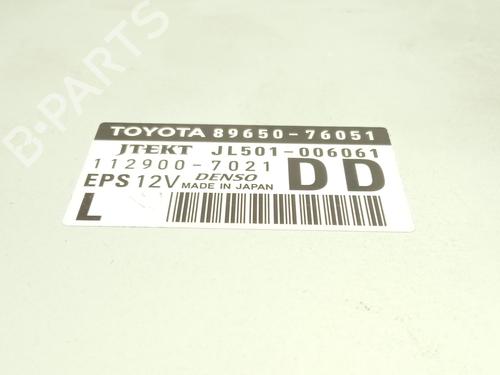 B-PARTS
TOYOTA 89650-76051
JTEKT JL501-006061
112900-7021 DD
EPS 12V DENSO MADE IN JAPAN
L